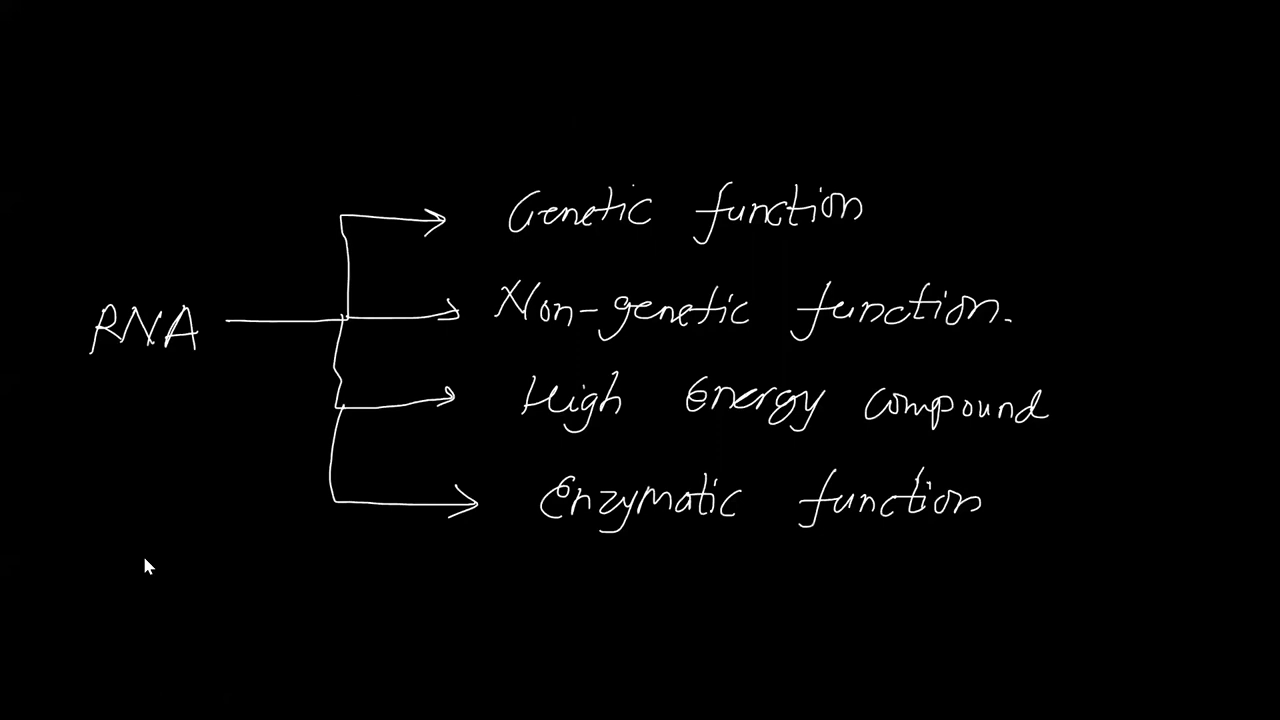 RNA
Genetic function
Non-genetic function.
High Energy compound
Enzymatic function